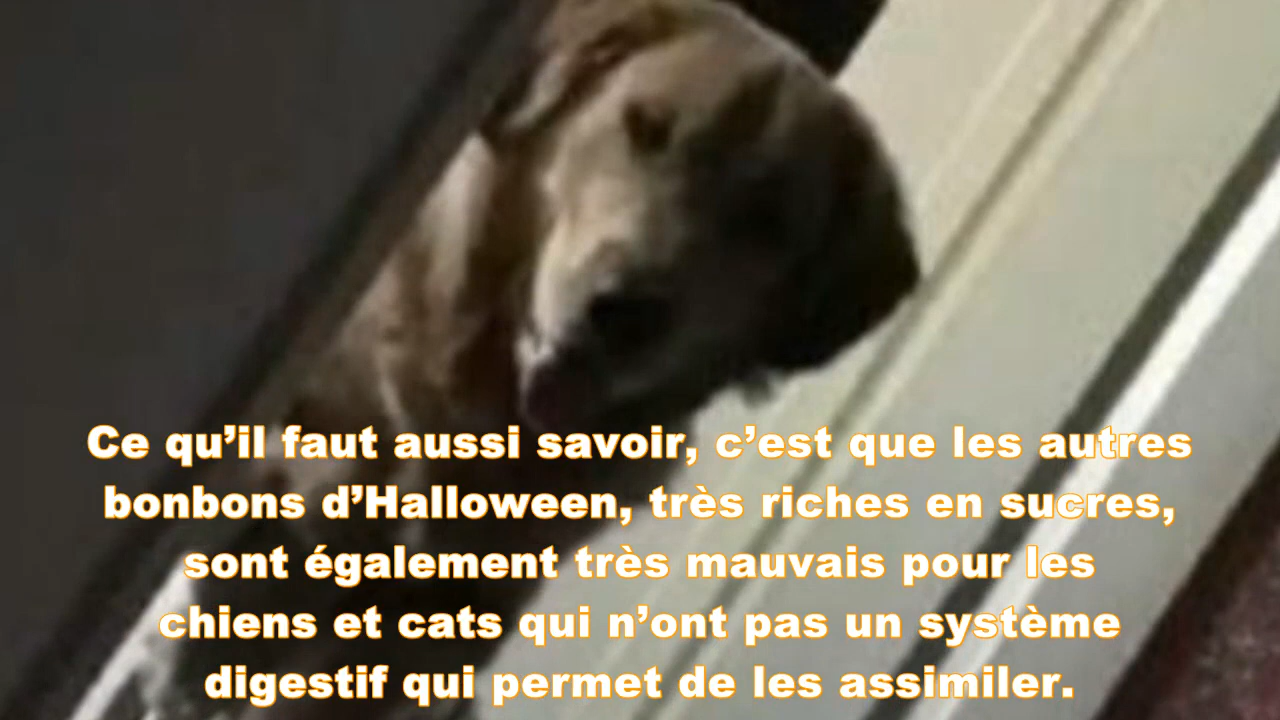 Ce qu’il faut aussi savoir, c’est que les autres
bonbons d’Halloween, très riches en sucres,
sont également très mauvais pour les
chiens et cats qui n’ont pas un système
digestif qui permet de les assimiler.